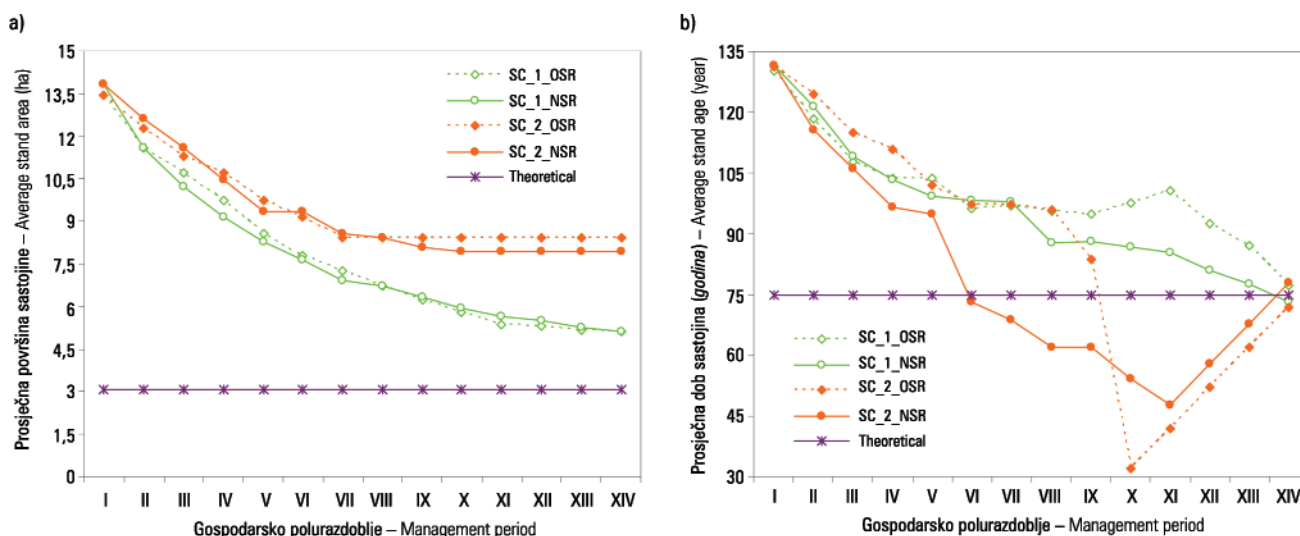 a)
Prosječna površina sastojine – Average stand area (ha)
15
13,5
12
10,5
9
7.5
6
4,5
3
1,5
0
SC_1_OSR
SC_1_NSR
SC_2_OSR
SC_2_NSR
Theoretical
I II III IV V VI VII VIII IX X XI XII XIII XIV
Gospodarsko polurazdoblje – Management period
b)
Prosječna dob sastojina (godina) – Average stand age (year)
135
120
105
90
75
60
45
30
SC_1_OSR
SC_1_NSR
SC_2_OSR
SC_2_NSR
Theoretical
I II III IV V VI VII VIII IX X XI XII XIII XIV
Gospodarsko polurazdoblje – Management period